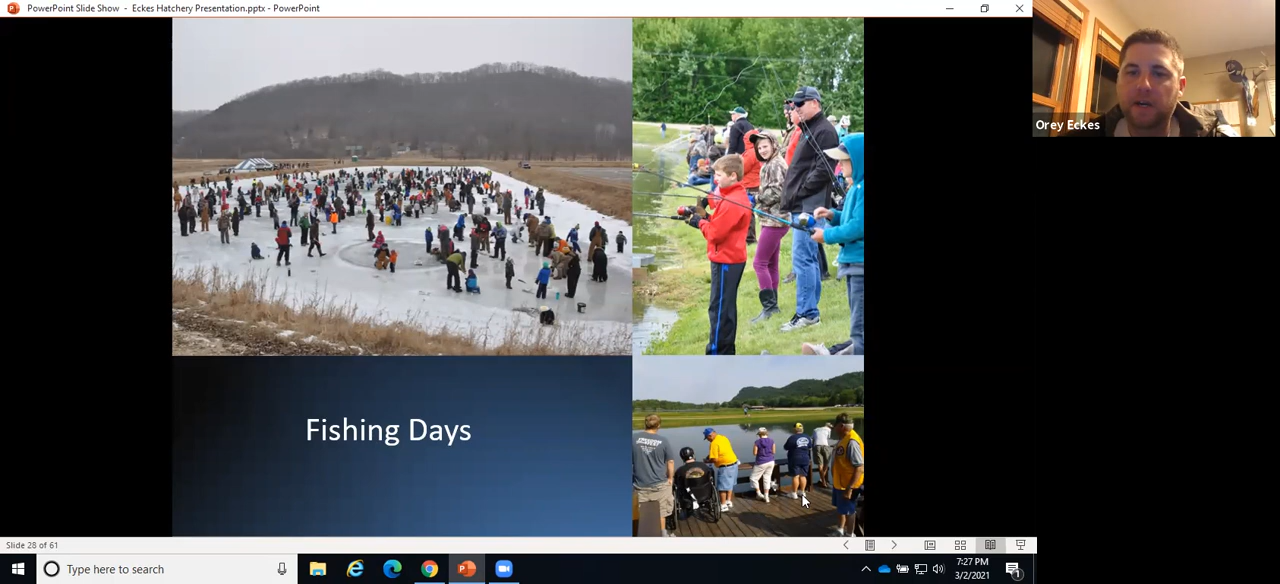 PowerPoint Slide Show - Eckes Hatchery Presentation.pptx - PowerPoint
Orey Eckes
Fishing Days
Slide 28 of 61
Type here to search
7:27 PM
3/2/2021
1